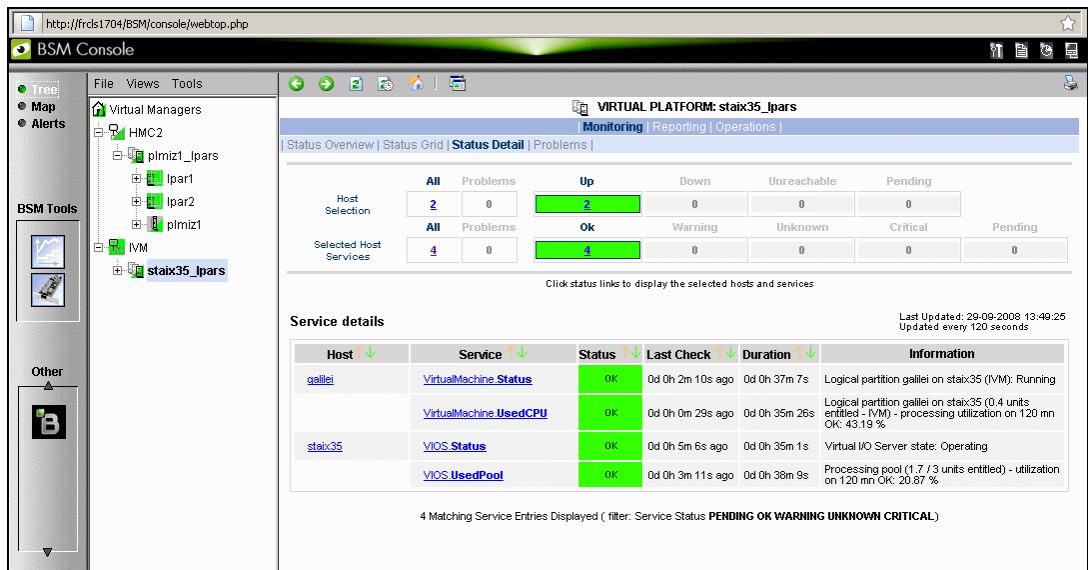 http://frcls1704/BSM/console/webtop.php
BSM Console
Tree
Map
Alerts
BSM Tools
Other
B
File Views Tools
Virtual Managers
HMC2
plmiz1_lpars
lpar1
lpar2
plmiz1
IVM
staix35_lpars
VIRTUAL PLATFORM: staix35_lpars
| Monitoring | Reporting | Operations |
| Status Overview | Status Grid | Status Detail | Problems |
All Problems Up Down Unreachable Pending
Host Selection 2 0 2 0 0 0
All Problems Ok Warning Unknown Critical Pending
Selected Host Services 4 0 4 0 0 0 0
Click status links to display the selected hosts and services
Service details
Last Updated: 29-09-2008 13:49:25
Updated every 120 seconds
Host Service Status Last Check Duration Information
galilei VirtualMachine.Status OK 0d 0h 2m 10s ago 0d 0h 37m 7s Logical partition galilei on staix35 (IVM): Running
VirtualMachine.UsedCPU OK 0d 0h 0m 29s ago 0d 0h 35m 26s Logical partition galilei on staix35 (0.4 units entitled - IVM) - processing utilization on 120 mn OK: 43.19 %
staix35 VIOS.Status OK 0d 0h 5m 6s ago 0d 0h 35m 1s Virtual I/O Server state: Operating
VIOS.UsedPool OK 0d 0h 3m 11s ago 0d 0h 38m 9s Processing pool (1.7 / 3 units entitled) - utilization on 120 mn OK: 20.87 %
4 Matching Service Entries Displayed ( filter: Service Status PENDING OK WARNING UNKNOWN CRITICAL)